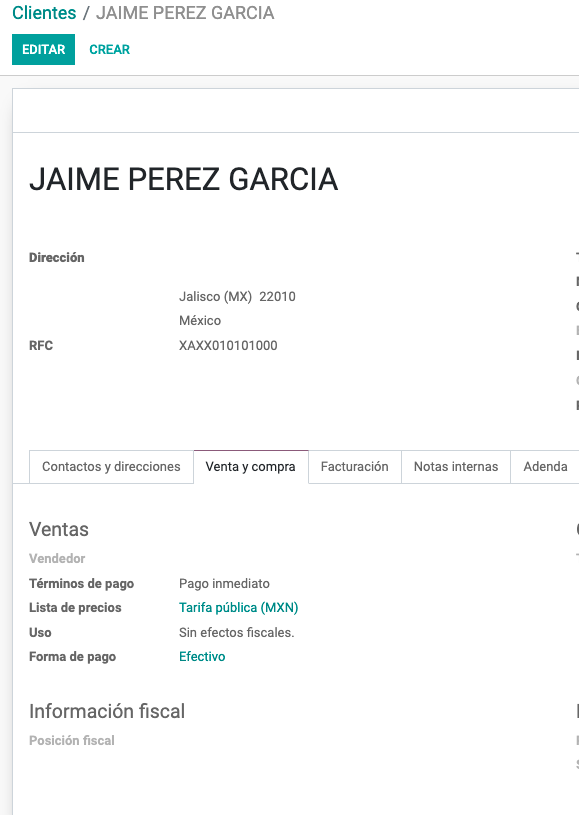 Clientes / JAIME PEREZ GARCIA
EDITAR CREAR
JAIME PEREZ GARCIA
Dirección
Jalisco (MX) 22010
México
RFC XAXX010101000
Contactos y direcciones Venta y compra Facturación Notas internas Adenda
Ventas
Vendedor
Términos de pago Pago inmediato
Lista de precios Tarifa pública (MXN)
Uso Sin efectos fiscales.
Forma de pago Efectivo
Información fiscal
Posición fiscal